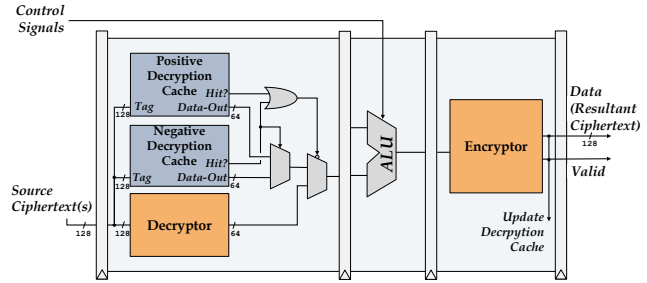 Control
Signals
Positive
Decryption
Cache
Hit?
Tag
Data-Out
128
64
Negative
Decryption
Cache
Hit?
Tag
Data-Out
128
64
Source
Ciphertext(s)
128
128
Decryptor
64
ALU
Encryptor
Data
(Resultant
Ciphertext)
128
Valid
Update
Decrpytion
Cache